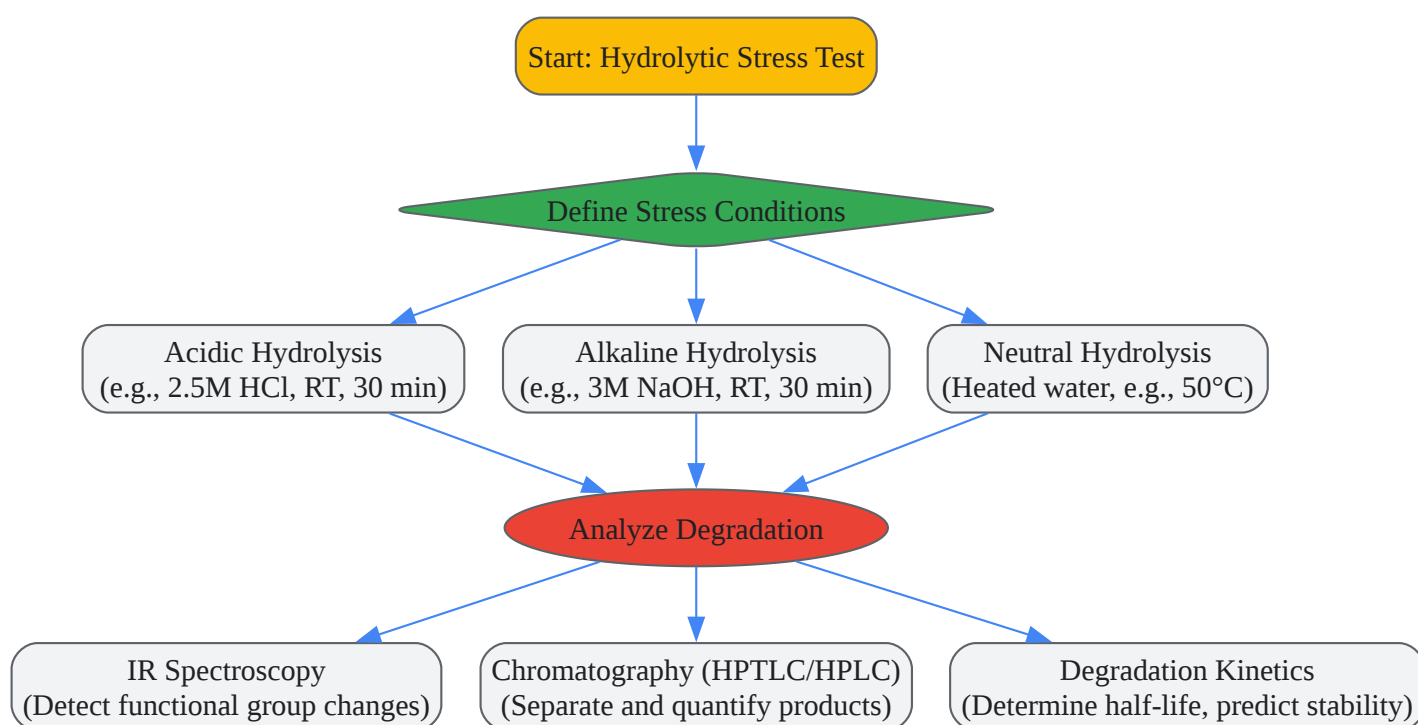 Start: Hydrolytic Stress Test
Define Stress Conditions
Acidic Hydrolysis
(e.g., 2.5M HCl, RT, 30 min)
Alkaline Hydrolysis
(e.g., 3M NaOH, RT, 30 min)
Neutral Hydrolysis
(Heated water, e.g., 50°C)
Analyze Degradation
IR Spectroscopy
(Detect functional group changes)
Chromatography (HPTLC/HPLC)
(Separate and quantify products)
Degradation Kinetics
(Determine half-life, predict stability)